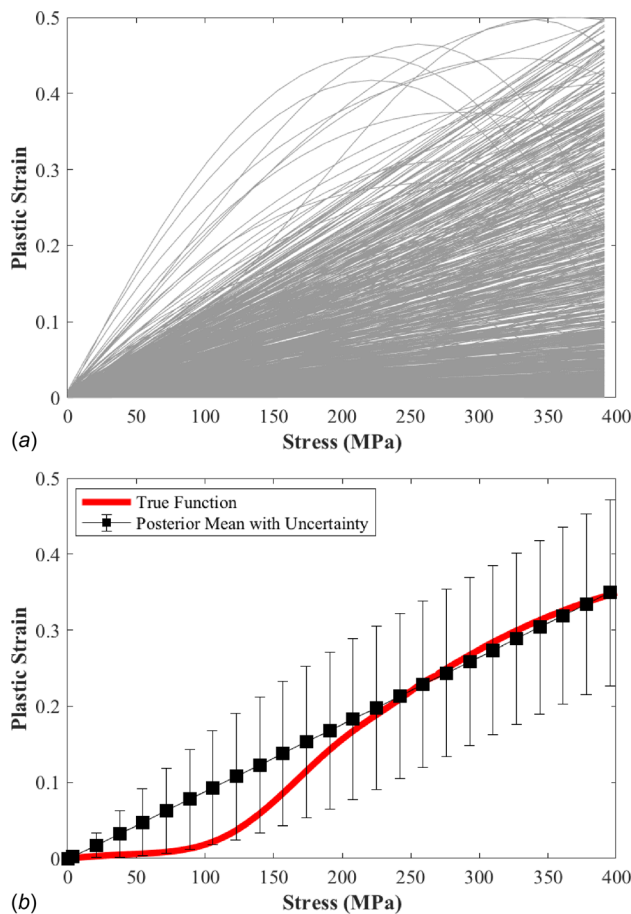 0.5
0.4
0.3
0.2
0.1
0
Plastic Strain
0 50 100 150 200 250 300 350 400
Stress (MPa)
(a)
0.5
0.4
0.3
0.2
0.1
0
Plastic Strain
True Function
Posterior Mean with Uncertainty
0 50 100 150 200 250 300 350 400
Stress (MPa)
(b)